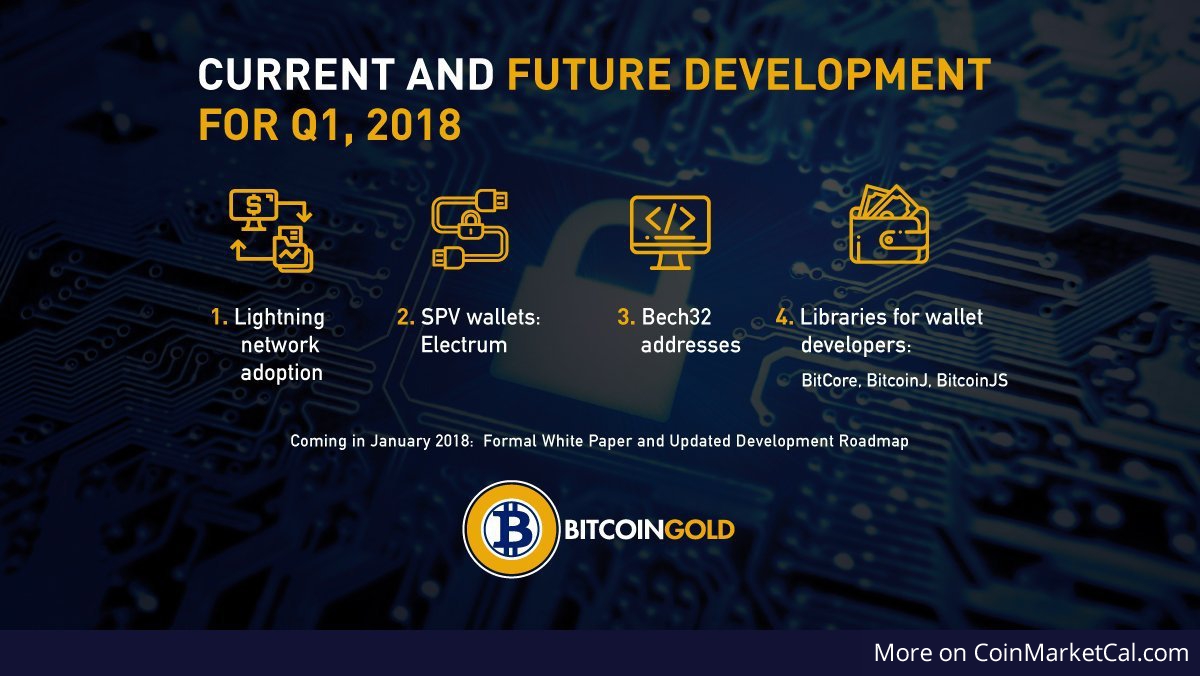 CURRENT AND FUTURE DEVELOPMENT
FOR Q1, 2018
1. Lightning
network
adoption
2. SPV wallets:
Electrum
3. Bech32
addresses
4. Libraries for wallet
developers:
BitCore, BitcoinJ, BitcoinJS
Coming in January 2018: Formal White Paper and Updated Development Roadmap
BITCOINGOLD
More on CoinMarketCal.com